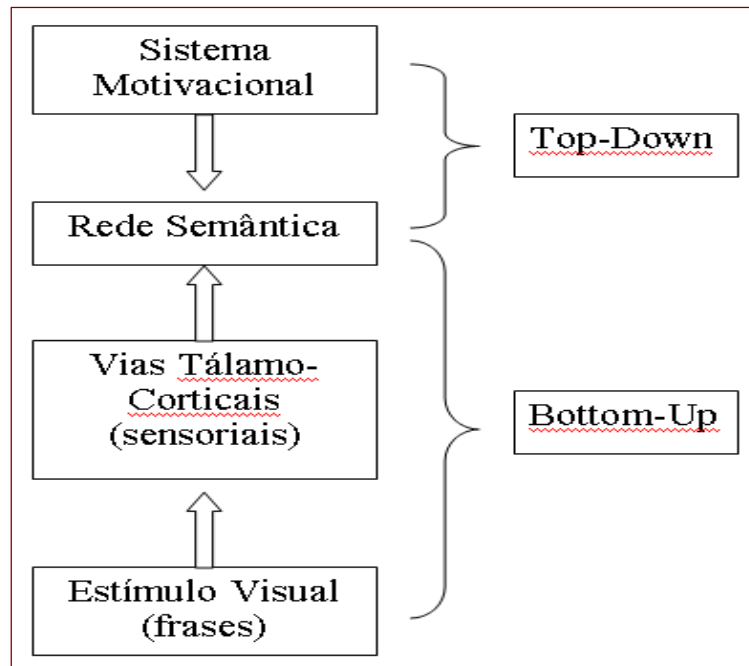 Sistema
Motivacional
Top-Down
Rede Semântica
Vias Tálamo-
Corticais
(sensoriais)
Bottom-Up
Estímulo Visual
(frases)